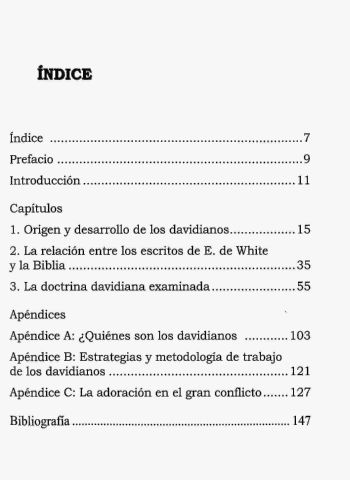 ÍNDICE
Índice ............................................................7
Prefacio ..........................................................9
Introducción ....................................................11
Capítulos
1. Origen y desarrollo de los davidianos..................15
2. La relación entre los escritos de E. de White
y la Biblia ........................................................35
3. La doctrina davidiana examinada ......................55
Apéndices
Apéndice A: ¿Quiénes son los davidianos ............103
Apéndice B: Estrategias y metodología de trabajo
de los davidianos ..............................................121
Apéndice C: La adoración en el gran conflicto.......127
Bibliografía .......................................................147